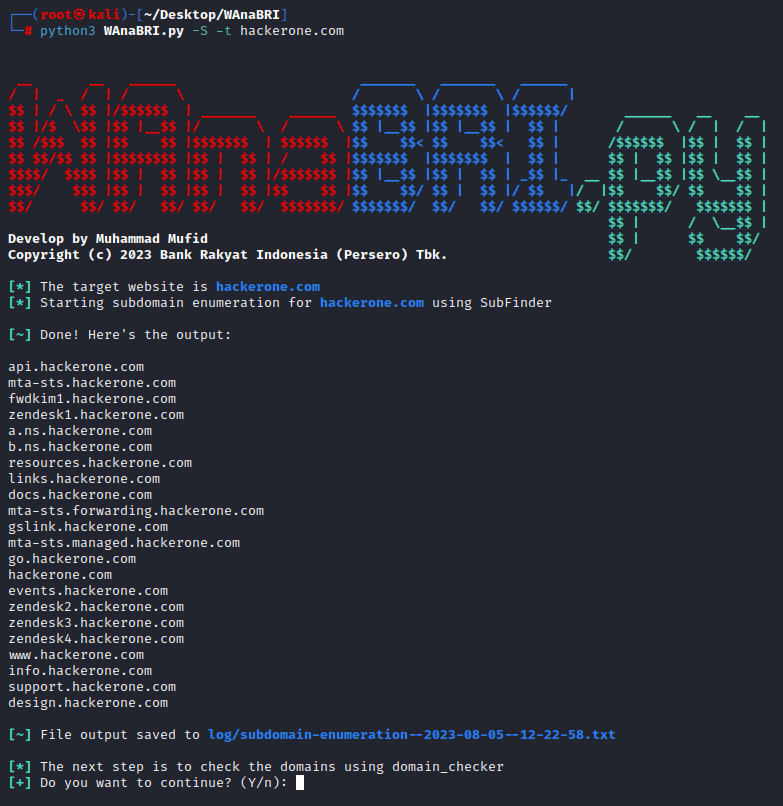 ┌──(root㉿kali)-[~/Desktop/WAnaBRI]
└─# python3 WAnaBRI.py -S -t hackerone.com
WAnaBRI.py
Develop by Muhammad Mufid
Copyright (c) 2023 Bank Rakyat Indonesia (Persero) Tbk.
[*] The target website is hackerone.com
[*] Starting subdomain enumeration for hackerone.com using SubFinder
[~] Done! Here's the output:
api.hackerone.com
mta-sts.hackerone.com
fwdkim1.hackerone.com
zendesk1.hackerone.com
a.ns.hackerone.com
b.ns.hackerone.com
resources.hackerone.com
links.hackerone.com
docs.hackerone.com
mta-sts.forwarding.hackerone.com
gslink.hackerone.com
mta-sts.managed.hackerone.com
go.hackerone.com
hackerone.com
events.hackerone.com
zendesk2.hackerone.com
zendesk3.hackerone.com
zendesk4.hackerone.com
www.hackerone.com
info.hackerone.com
support.hackerone.com
design.hackerone.com
[~] File output saved to log/subdomain-enumeration--2023-08-05--12-22-58.txt
[*] The next step is to check the domains using domain_checker
[+] Do you want to continue? (Y/n):